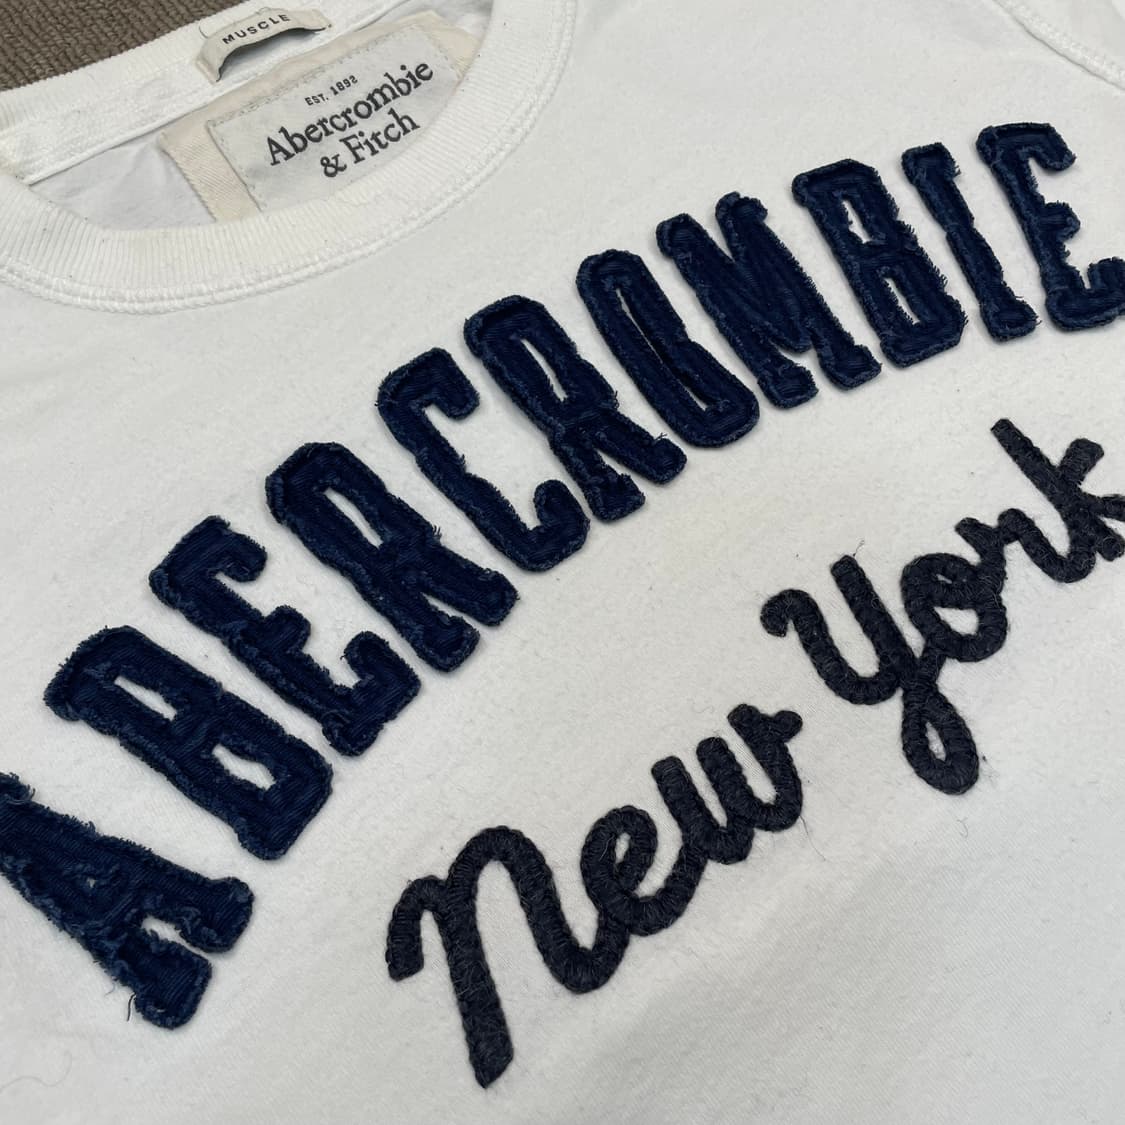 MUSCLE
EST. 1892
Abercrombie
& Fitch
ABERCROMBIE
New York